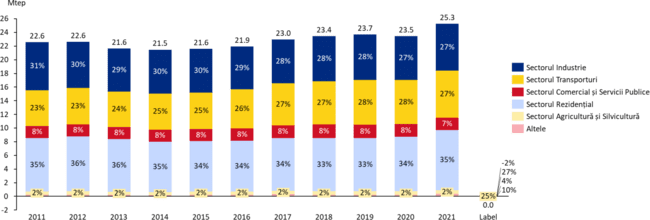 Mtep
26
24
22
20
18
16
14
12
10
8
6
4
2
0
-2
22.6 22.6 21.6 21.5 21.6 21.9 23.0 23.4 23.7 23.5 25.3
31% 30% 29% 30% 30% 29% 28% 28% 28% 27% 27%
23% 23% 24% 25% 25% 26% 27% 27% 28% 28% 27%
8% 8% 8% 8% 8% 8% 8% 8% 8% 8% 7%
35% 36% 36% 35% 34% 34% 34% 33% 33% 34% 35%
2% 2% 2% 2% 2% 2% 2% 2% 2% 2% 2%
-2%
27%
4%
10%
25%
0.0
2011 2012 2013 2014 2015 2016 2017 2018 2019 2020 2021 Label
Sectorul Industrie
Sectorul Transporturi
Sectorul Comercial și Servicii Publice
Sectorul Rezidențial
Sectorul Agricultură și Silvicultură
Altele